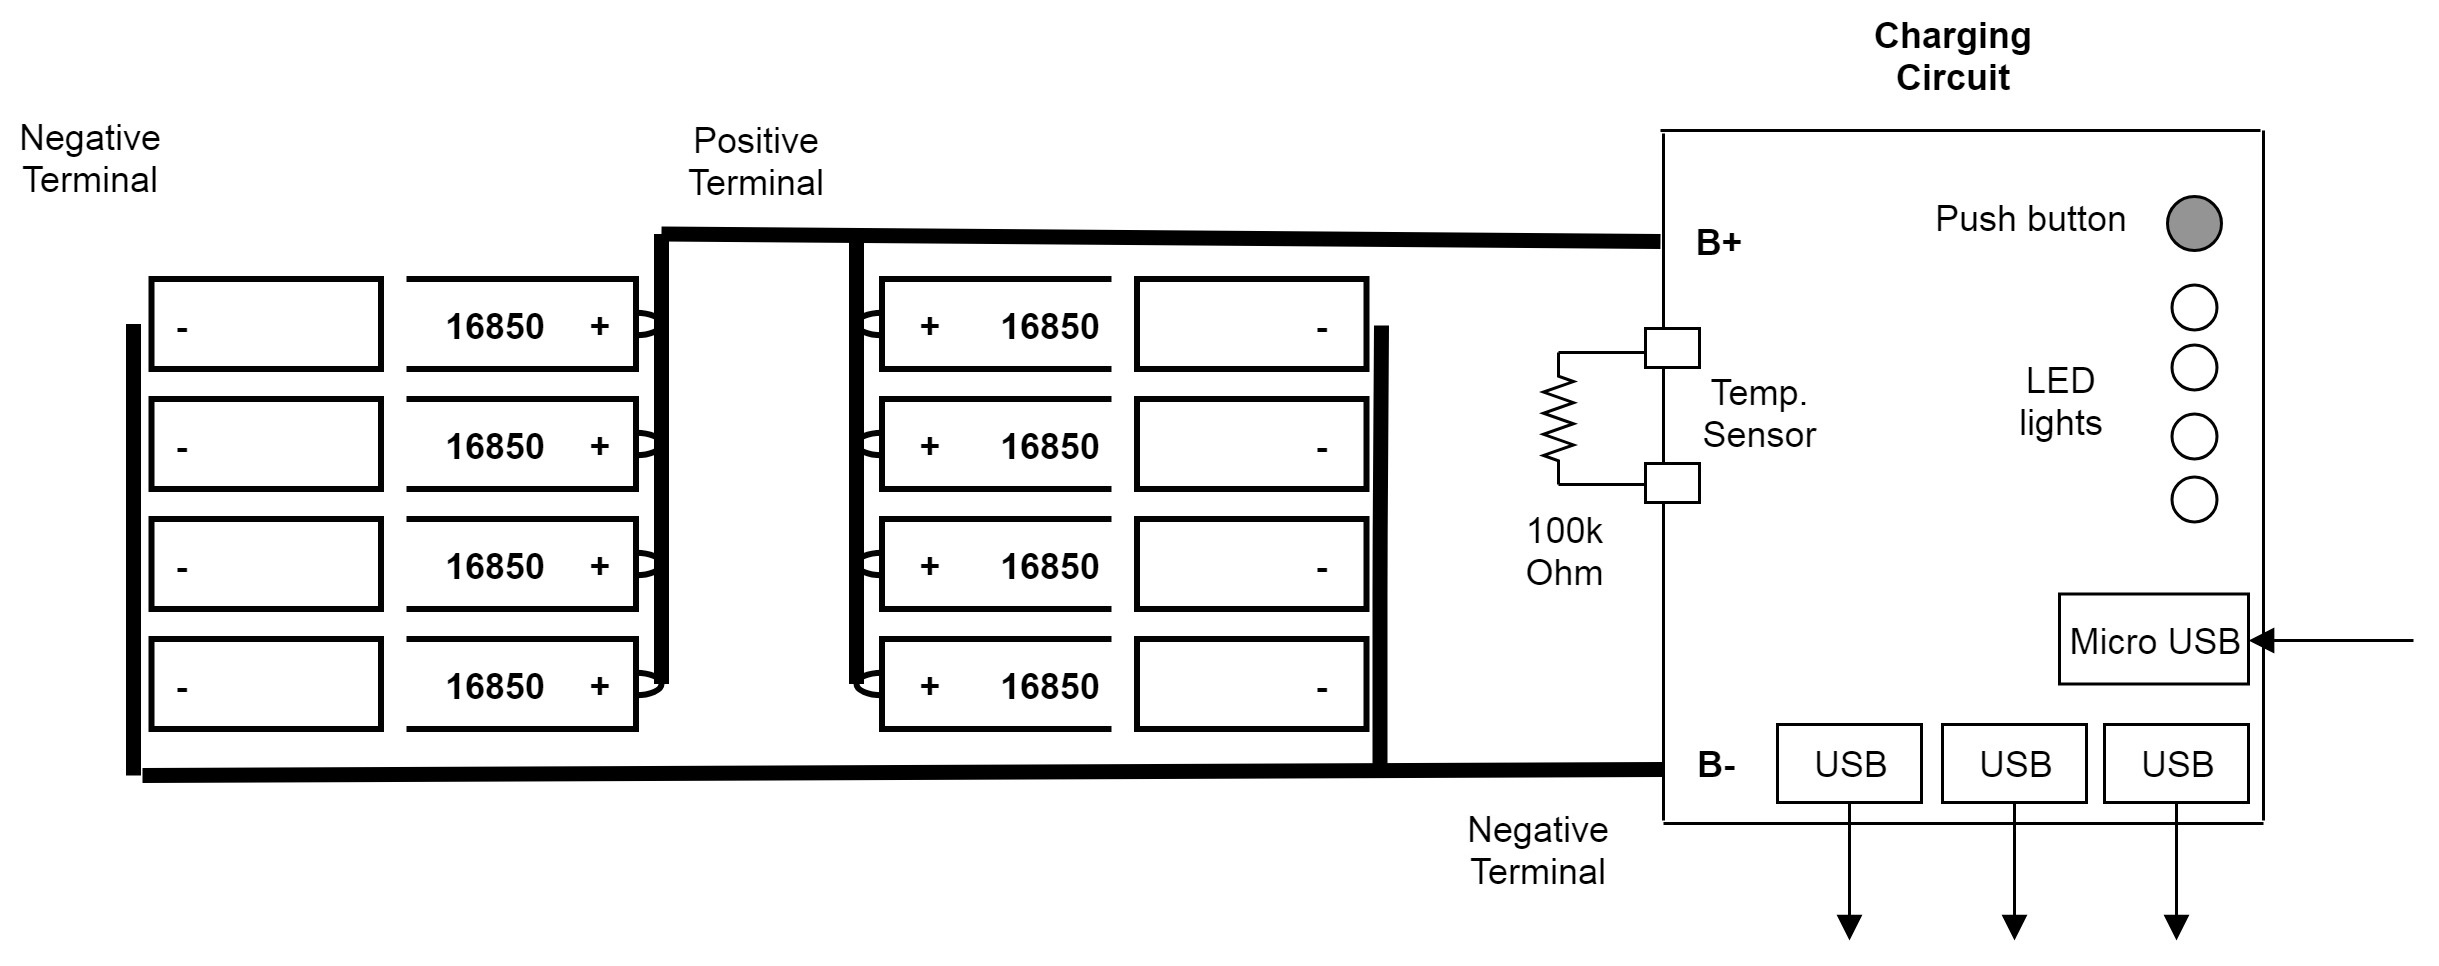 Charging
Circuit
Negative
Terminal
Positive
Terminal
B+
Push button
- 16850 + + 16850 -
- 16850 + + 16850 -
- 16850 + + 16850 -
- 16850 + + 16850 -
Temp.
Sensor
LED
lights
100k
Ohm
Micro USB
B-
USB USB USB
Negative
Terminal